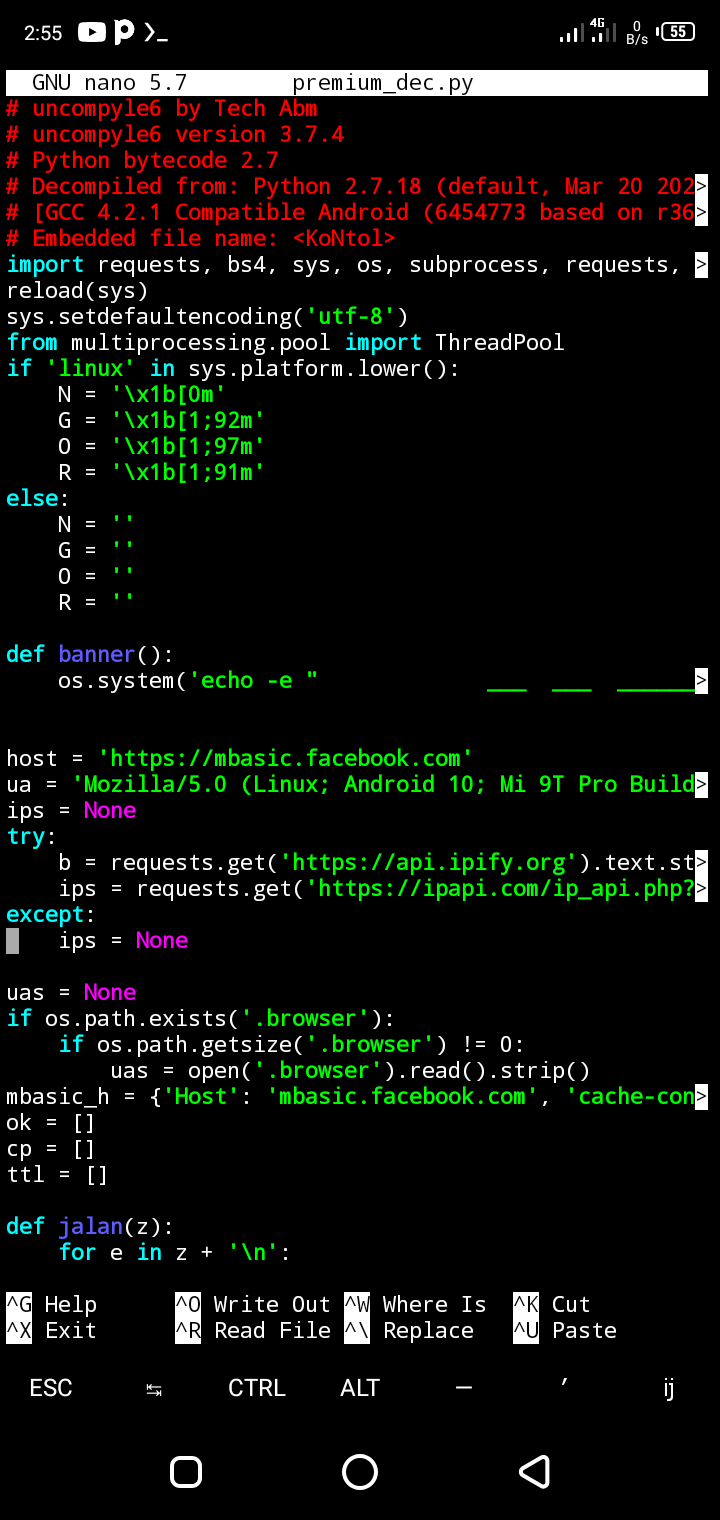 2:55 4G 0 B/s 55
GNU nano 5.7 premium_dec.py
# uncompyle6 by Tech Abm
# uncompyle6 version 3.7.4
# Python bytecode 2.7
# Decompiled from: Python 2.7.18 (default, Mar 20 202>
# [GCC 4.2.1 Compatible Android (6454773 based on r36>
# Embedded file name: <KoNtol>
import requests, bs4, sys, os, subprocess, requests, >
reload(sys)
sys.setdefaultencoding('utf-8')
from multiprocessing.pool import ThreadPool
if 'linux' in sys.platform.lower():
    N = '\x1b[0m'
    G = '\x1b[1;92m'
    O = '\x1b[1;97m'
    R = '\x1b[1;91m'
else:
    N = ''
    G = ''
    O = ''
    R = ''
def banner():
    os.system('echo -e "             ___  ___  ______>
host = 'https://mbasic.facebook.com'
ua = 'Mozilla/5.0 (Linux; Android 10; Mi 9T Pro Build>
ips = None
try:
    b = requests.get('https://api.ipify.org').text.st>
    ips = requests.get('https://ipapi.com/ip_api.php?>
except:
    ips = None
uas = None
if os.path.exists('.browser'):
    if os.path.getsize('.browser') != 0:
        uas = open('.browser').read().strip()
mbasic_h = {'Host': 'mbasic.facebook.com', 'cache-con>
ok = []
cp = []
ttl = []
def jalan(z):
    for e in z + '\n':
^G Help ^O Write Out ^W Where Is ^K Cut
^X Exit ^R Read File ^\ Replace ^U Paste
ESC ↹ CTRL ALT – ′ ij